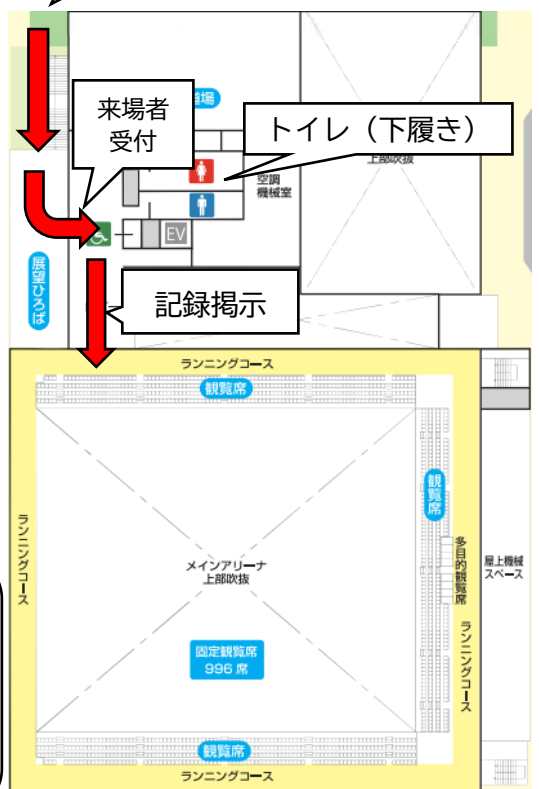 来場者
受付
場
トイレ（下履き）
上部吹抜
空調
機械室
EV
展望ひろば
記録掲示
ランニングコース
観覧席
ランニングコース
観覧席
メインアリーナ
上部吹抜
多目的観覧席
屋上機械
スペース
固定観覧席
996 席
ランニングコース
観覧席
ランニングコース